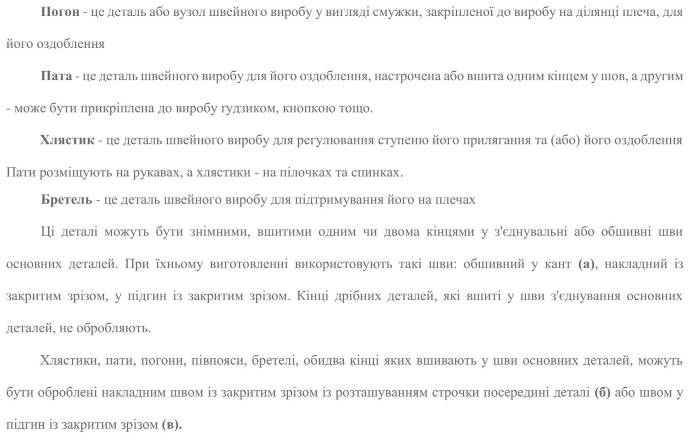 Погон - це деталь або вузол швейного виробу у вигляді смужки, закріпленої до виробу на ділянці плеча, для
його оздоблення
Пата - це деталь швейного виробу для його оздоблення, настрочена або вшита одним кінцем у шов, а другим
- може бути прикріплена до виробу ґудзиком, кнопкою тощо.
Хлястик - це деталь швейного виробу для регулювання ступеню його прилягання та (або) його оздоблення
Пати розміщують на рукавах, а хлястики - на пілочках та спинках.
Бретель - це деталь швейного виробу для підтримування його на плечах
Ці деталі можуть бути знімними, вшитими одним чи двома кінцями у з'єднувальні або обшивні шви
основних деталей. При їхньому виготовленні використовують такі шви: обшивний у кант (а), накладний із
закритим зрізом, у підгин із закритим зрізом. Кінці дрібних деталей, які вшиті у шви з'єднування основних
деталей, не обробляють.
Хлястики, пати, погони, півпояси, бретелі, обидва кінці яких вшивають у шви основних деталей, можуть
бути оброблені накладним швом із закритим зрізом із розташуванням строчки посередині деталі (б) або швом у
підгин із закритим зрізом (в).